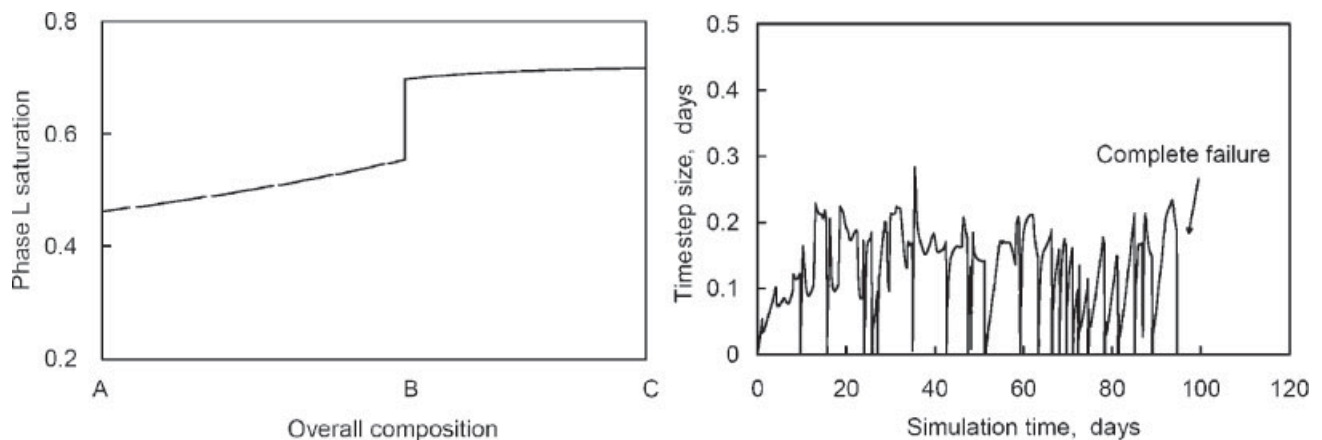 0.8
0.6
0.4
0.2
Phase L saturation
A
B
C
Overall composition
0.5
0.4
0.3
0.2
0.1
0
Timestep size, days
Complete failure
0
20
40
60
80
100
120
Simulation time, days